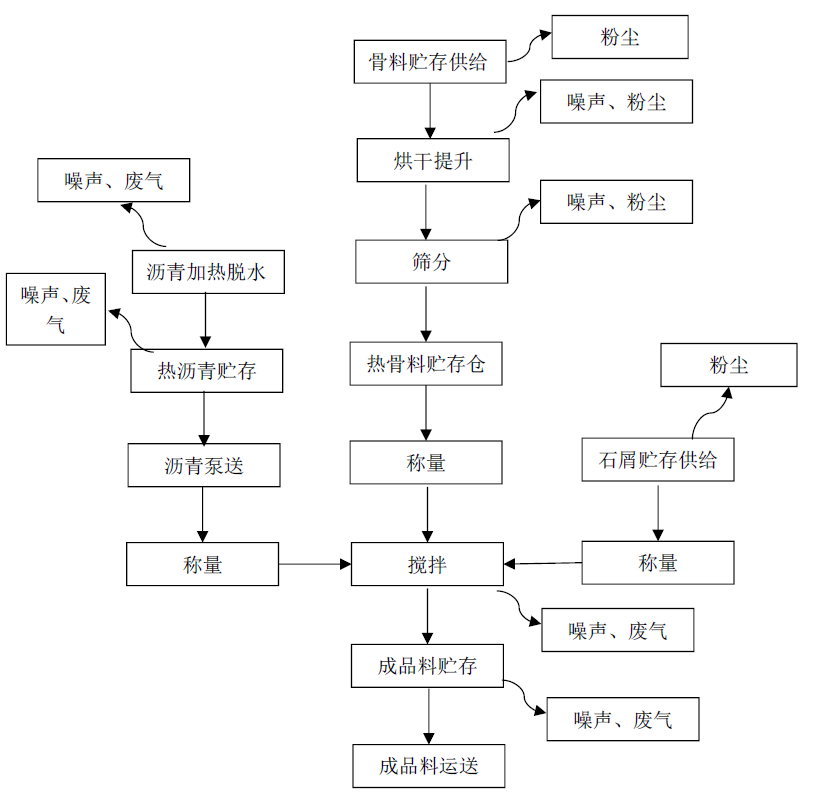 粉尘
骨料贮存供给
噪声、粉尘
烘干提升
噪声、废气
噪声、粉尘
筛分
沥青加热脱水
噪声、废
气
热沥青贮存
热骨料贮存仓
粉尘
沥青泵送
称量
石屑贮存供给
称量
搅拌
称量
噪声、废气
成品料贮存
噪声、废气
成品料运送